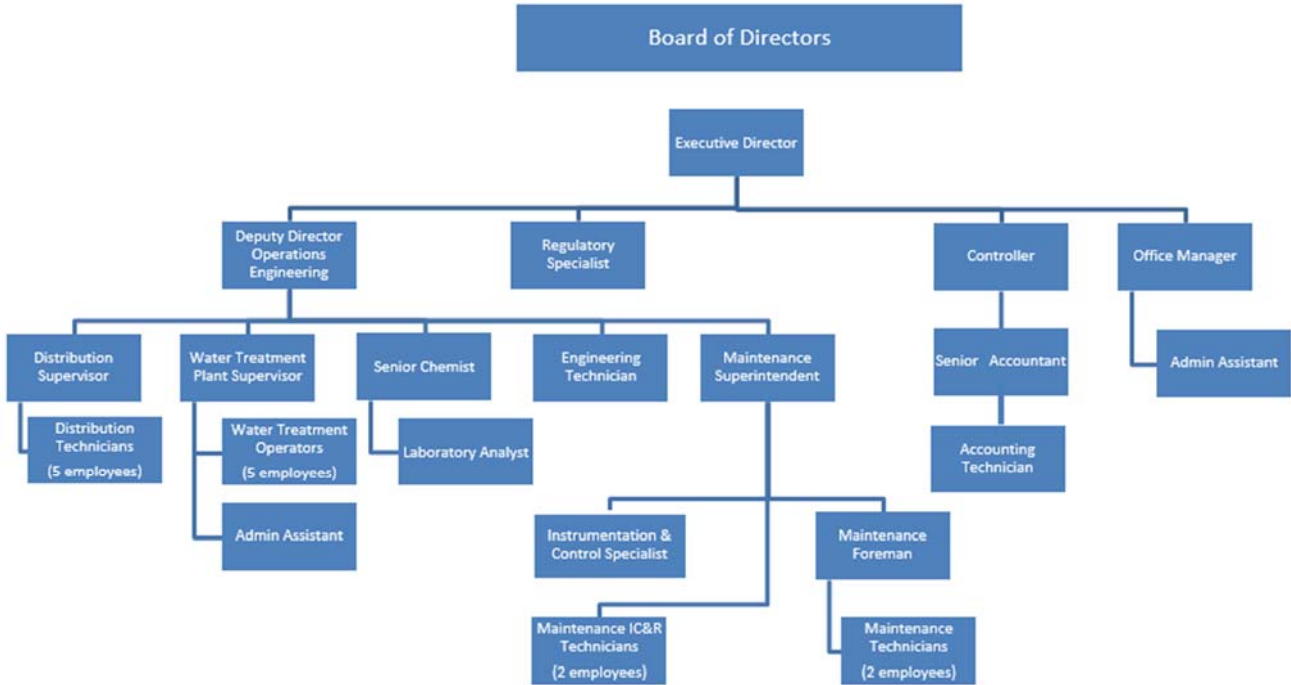 Board of Directors
Executive Director
Deputy Director
Operations
Engineering
Regulatory
Specialist
Controller
Office Manager
Distribution
Supervisor
Water Treatment
Plant Supervisor
Senior Chemist
Engineering
Technician
Maintenance
Superintendent
Senior Accountant
Admin Assistant
Distribution
Technicians
(5 employees)
Water Treatment
Operators
(5 employees)
Laboratory Analyst
Accounting
Technician
Admin Assistant
Instrumentation &
Control Specialist
Maintenance
Foreman
Maintenance IC&R
Technicians
(2 employees)
Maintenance
Technicians
(2 employees)